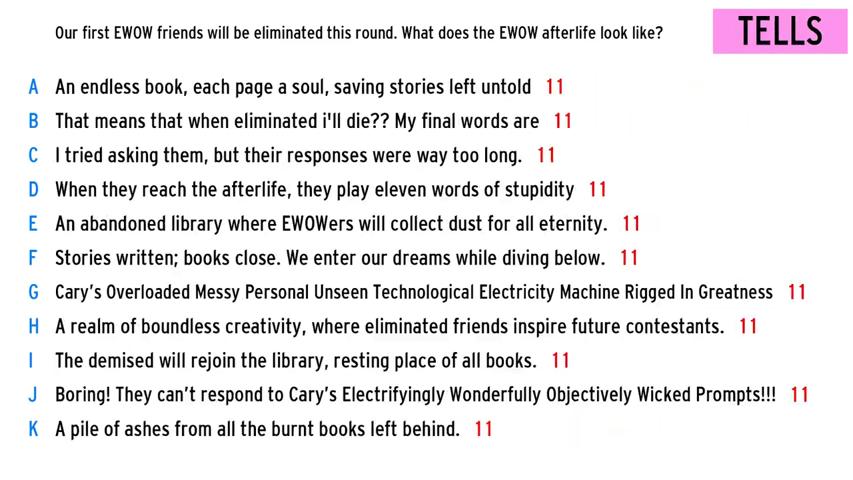 Our first EWOW friends will be eliminated this round. What does the EWOW afterlife look like?
TELLS
A An endless book, each page a soul, saving stories left untold 11
B That means that when eliminated i'll die?? My final words are 11
C I tried asking them, but their responses were way too long. 11
D When they reach the afterlife, they play eleven words of stupidity 11
E An abandoned library where EWOWers will collect dust for all eternity. 11
F Stories written; books close. We enter our dreams while diving below. 11
G Cary's Overloaded Messy Personal Unseen Technological Electricity Machine Rigged In Greatness 11
H A realm of boundless creativity, where eliminated friends inspire future contestants. 11
I The demised will rejoin the library, resting place of all books. 11
J Boring! They can't respond to Cary's Electrifyingly Wonderfully Objectively Wicked Prompts!!! 11
K A pile of ashes from all the burnt books left behind. 11